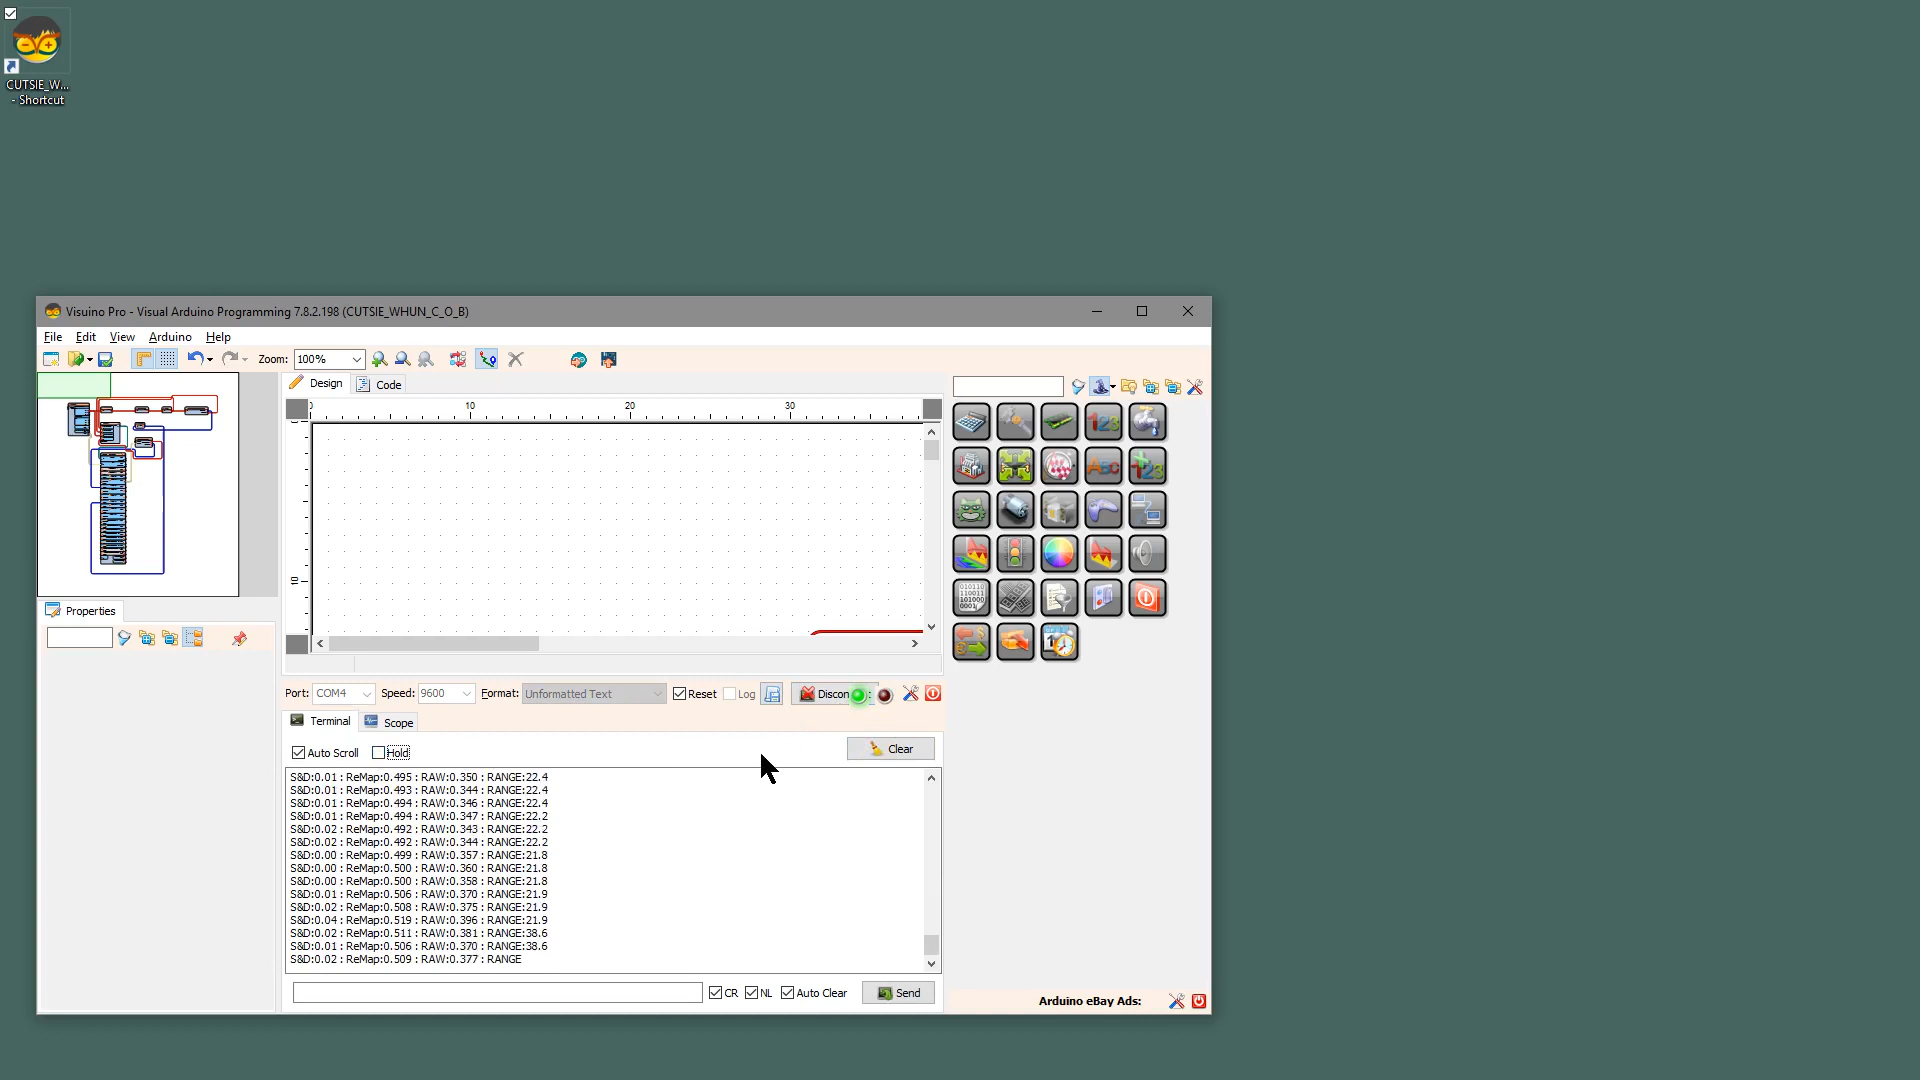 CUTSIE_W...
- Shortcut
Visuino Pro - Visual Arduino Programming 7.8.2.198 (CUTSIE_WHUN_C_O_B)
File Edit View Arduino Help
Zoom: 100%
Design Code
10 20 30
10
Properties
Port: COM4 Speed: 9600 Format: Unformatted Text Reset Log Discon
Terminal Scope
Auto Scroll Hold Clear
S&D:0.01 : ReMap:0.495 : RAW:0.350 : RANGE:22.4
S&D:0.01 : ReMap:0.493 : RAW:0.344 : RANGE:22.4
S&D:0.01 : ReMap:0.494 : RAW:0.346 : RANGE:22.4
S&D:0.01 : ReMap:0.494 : RAW:0.347 : RANGE:22.2
S&D:0.02 : ReMap:0.492 : RAW:0.343 : RANGE:22.2
S&D:0.02 : ReMap:0.492 : RAW:0.344 : RANGE:22.2
S&D:0.00 : ReMap:0.499 : RAW:0.357 : RANGE:21.8
S&D:0.00 : ReMap:0.500 : RAW:0.360 : RANGE:21.8
S&D:0.00 : ReMap:0.500 : RAW:0.358 : RANGE:21.8
S&D:0.01 : ReMap:0.506 : RAW:0.370 : RANGE:21.9
S&D:0.02 : ReMap:0.508 : RAW:0.375 : RANGE:21.9
S&D:0.04 : ReMap:0.519 : RAW:0.396 : RANGE:21.9
S&D:0.02 : ReMap:0.511 : RAW:0.381 : RANGE:38.6
S&D:0.01 : ReMap:0.506 : RAW:0.370 : RANGE:38.6
S&D:0.02 : ReMap:0.509 : RAW:0.377 : RANGE
CR NL Auto Clear Send
123
ABC
123
Arduino eBay Ads: